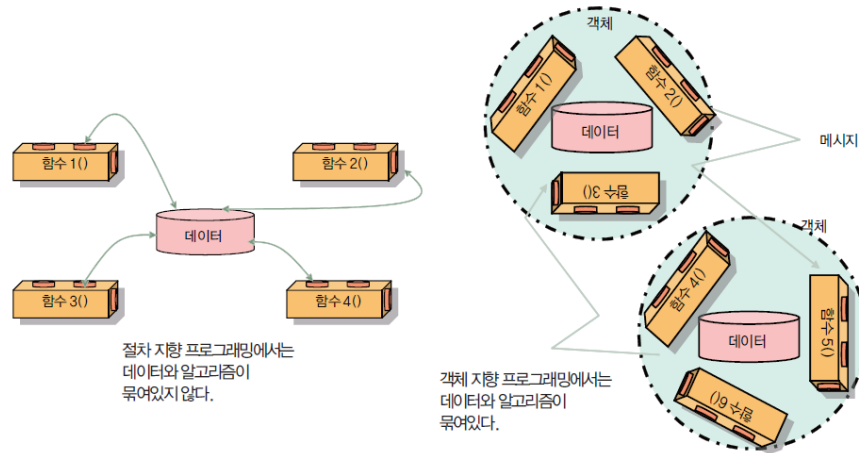 함수 1()
함수 2()
데이터
함수 3()
함수 4()
절차 지향 프로그래밍에서는
데이터와 알고리즘이
묶여있지 않다.
객체
함수 1()
함수 2()
데이터
함수 3()
메시지
객체
함수 4()
함수 5()
데이터
함수 6()
객체 지향 프로그래밍에서는
데이터와 알고리즘이
묶여있다.